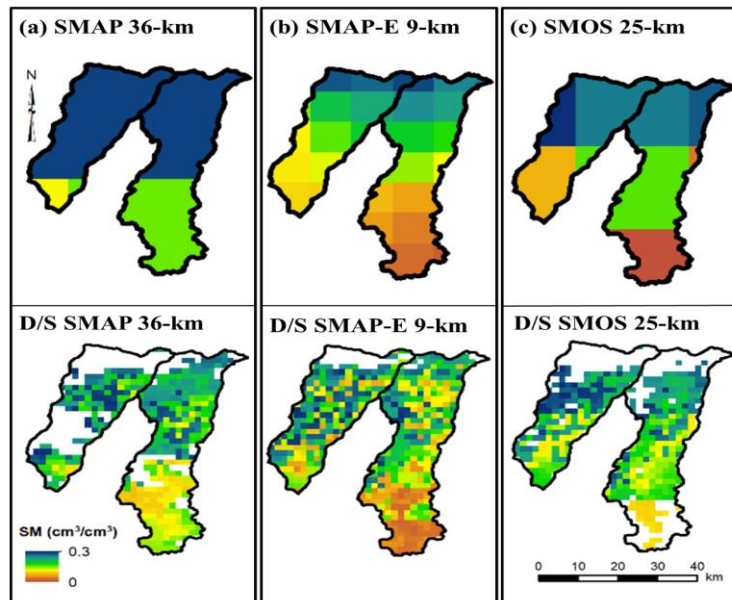 (a) SMAP 36-km
(b) SMAP-E 9-km
(c) SMOS 25-km
N
D/S SMAP 36-km
D/S SMAP-E 9-km
D/S SMOS 25-km
SM (cm³/cm³)
0.3
0
0 10 20 30 40
km